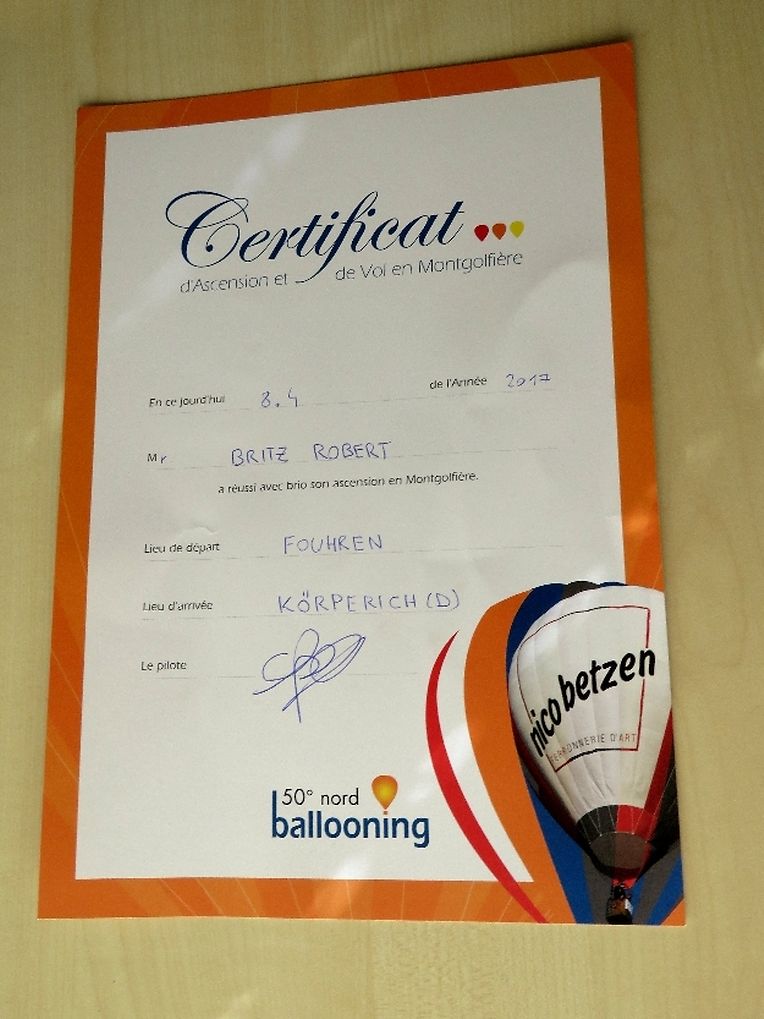 Certificat
d'Ascension et de Vol en Montgolfière
En ce jourd'hui 8.4 de l'Année 2017
Mr BRITZ ROBERT
a réussi avec brio son ascension en Montgolfière.
Lieu de départ FOUHREN
Lieu d'arrivée KÖRPERICH (D)
Le pilote
nico betzen
FERRONNERIE D'ART
50° nord
ballooning